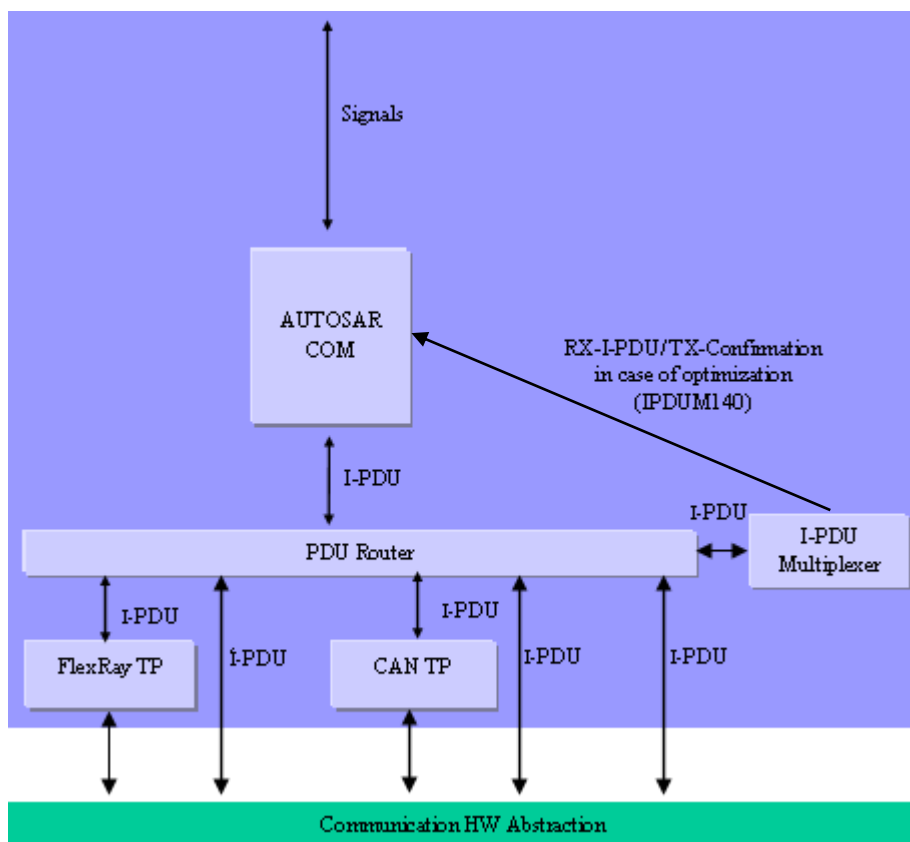 Signals
AUTOSAR
COM
RX-I-PDU/TX-Confirmation
in case of optimization
(IPDUM140)
I-PDU
I-PDU
PDU Router
I-PDU
Multiplexer
I-PDU
I-PDU
FlexRay TP
I-PDU
CAN TP
I-PDU
I-PDU
Communication HW Abstraction